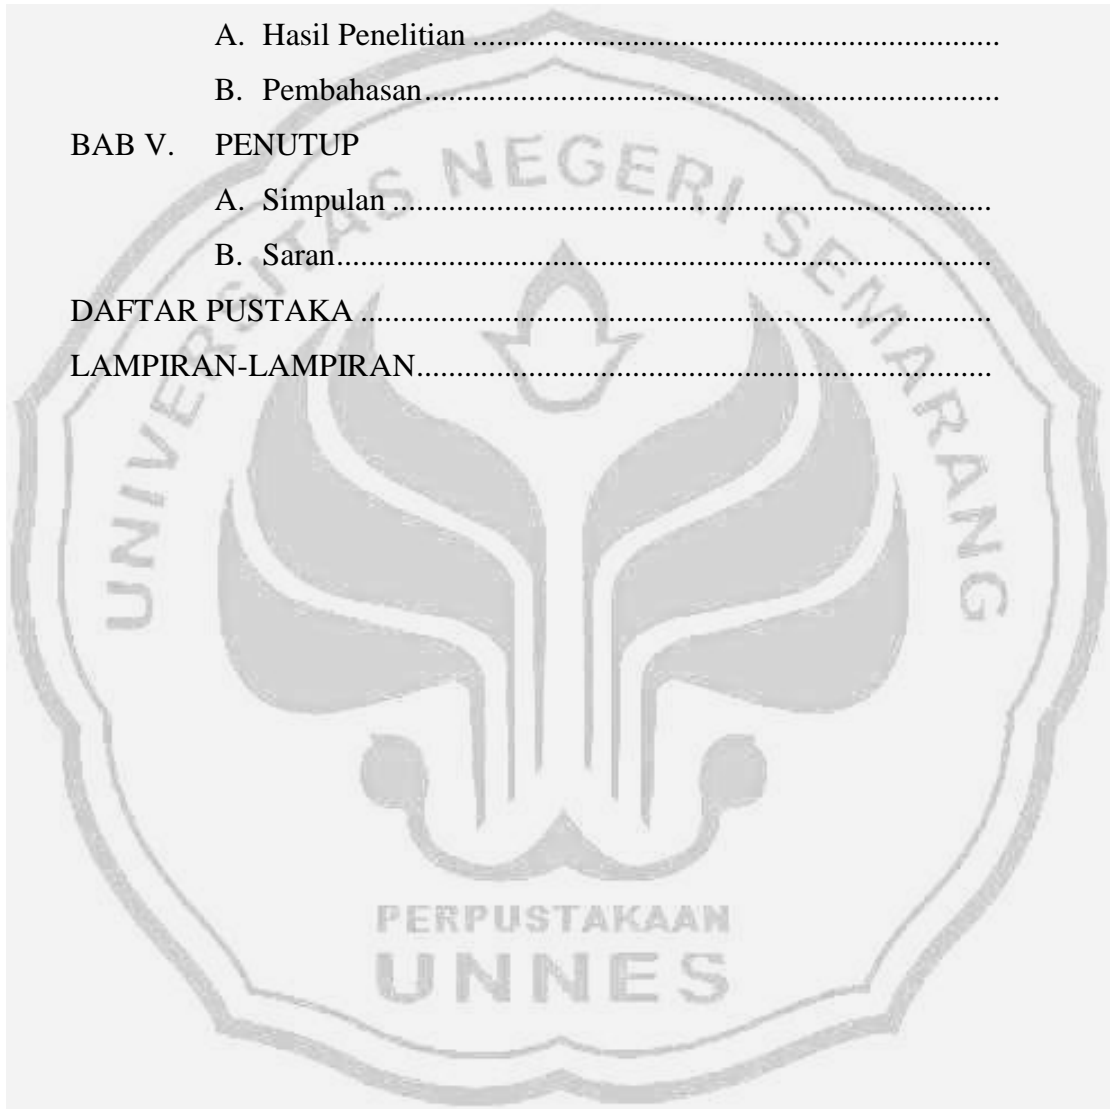 A. Hasil Penelitian ..................................................................
B. Pembahasan........................................................................
BAB V. PENUTUP
A. Simpulan ...........................................................................
B. Saran..................................................................................
DAFTAR PUSTAKA ...............................................................................
LAMPIRAN-LAMPIRAN........................................................................
UNIVERSITAS NEGERI SEMARANG
PERPUSTAKAAN
UNNES